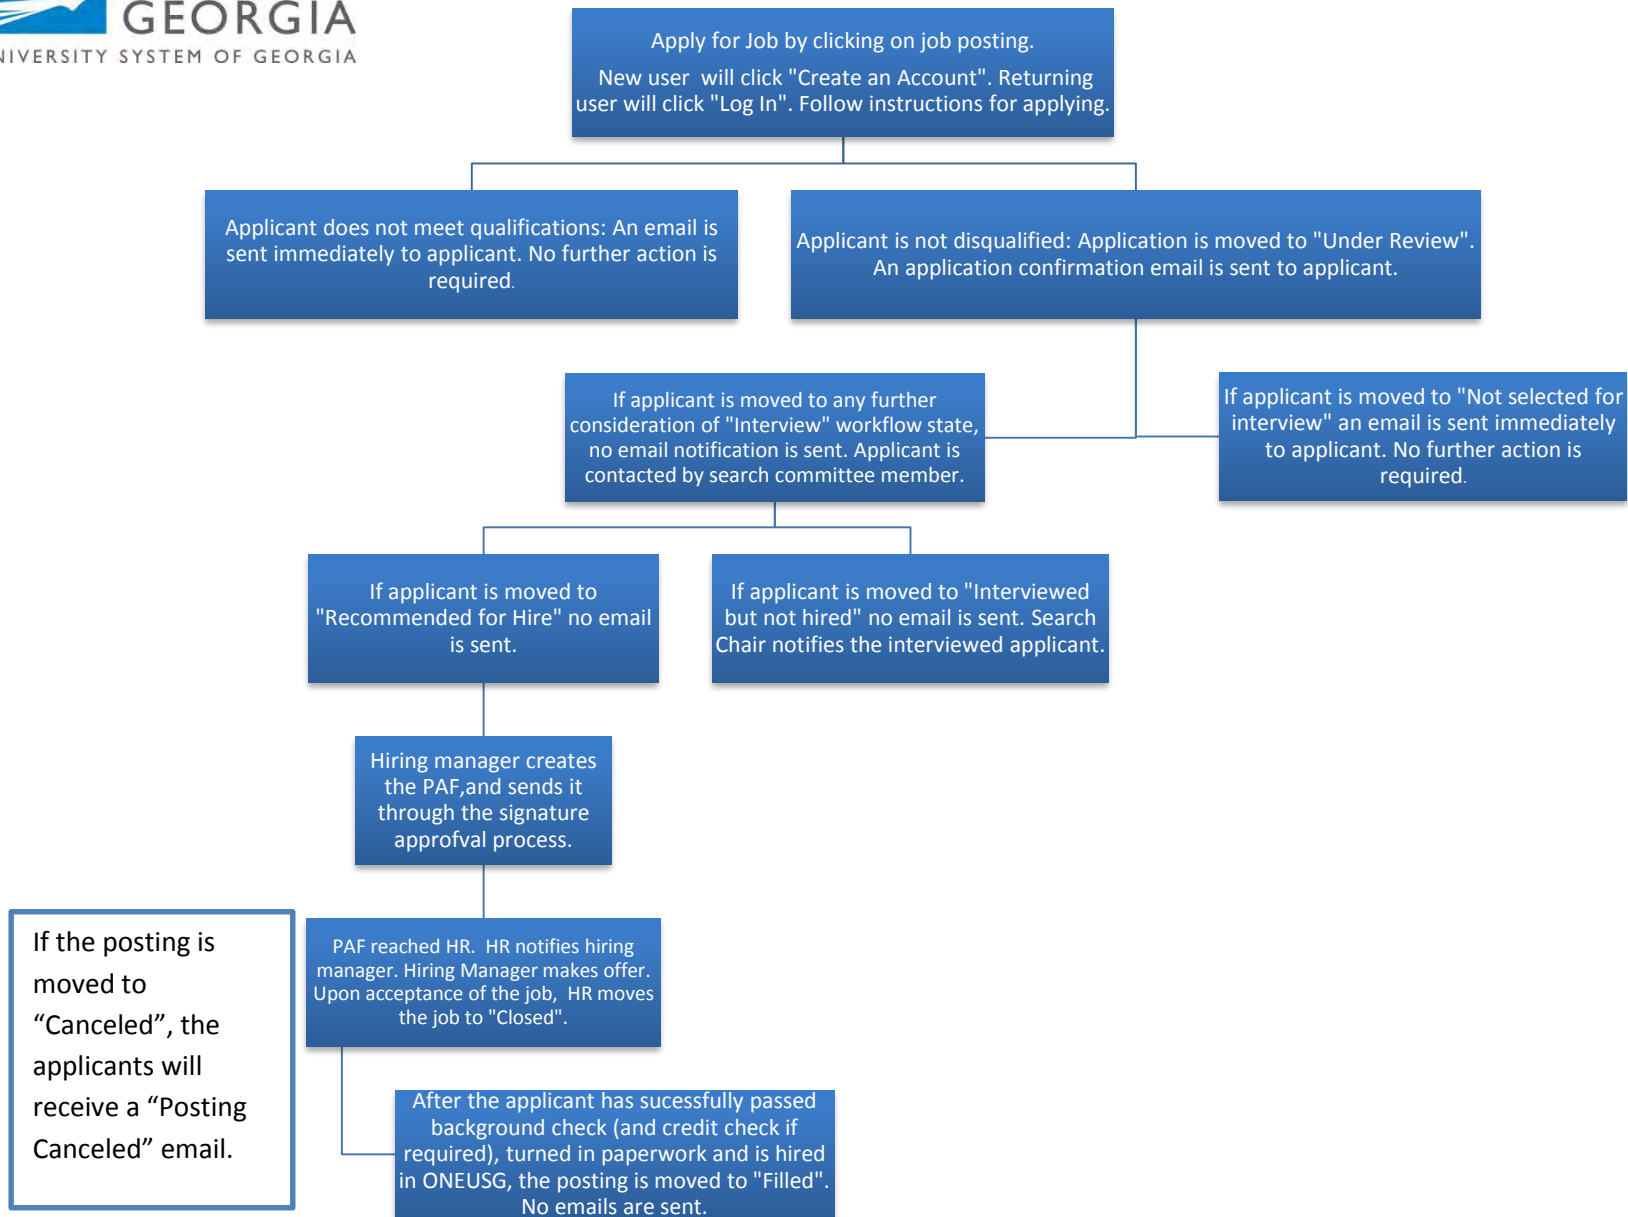 GEORGIA
NIVERSITY SYSTEM OF GEORGIA
Apply for Job by clicking on job posting.
New user will click "Create an Account". Returning
user will click "Log In". Follow instructions for applying.
Applicant does not meet qualifications: An email is
sent immediately to applicant. No further action is
required.
Applicant is not disqualified: Application is moved to "Under Review".
An application confirmation email is sent to applicant.
If applicant is moved to any further
consideration of "Interview" workflow state,
no email notification is sent. Applicant is
contacted by search committee member.
If applicant is moved to "Not selected for
interview" an email is sent immediately
to applicant. No further action is
required.
If applicant is moved to
"Recommended for Hire" no email
is sent.
If applicant is moved to "Interviewed
but not hired" no email is sent. Search
Chair notifies the interviewed applicant.
Hiring manager creates
the PAF,and sends it
through the signature
approfval process.
PAF reached HR. HR notifies hiring
manager. Hiring Manager makes offer.
Upon acceptance of the job, HR moves
the job to "Closed".
If the posting is
moved to
“Canceled”, the
applicants will
receive a “Posting
Canceled” email.
After the applicant has sucessfully passed
background check (and credit check if
required), turned in paperwork and is hired
in ONEUSG, the posting is moved to "Filled".
No emails are sent.